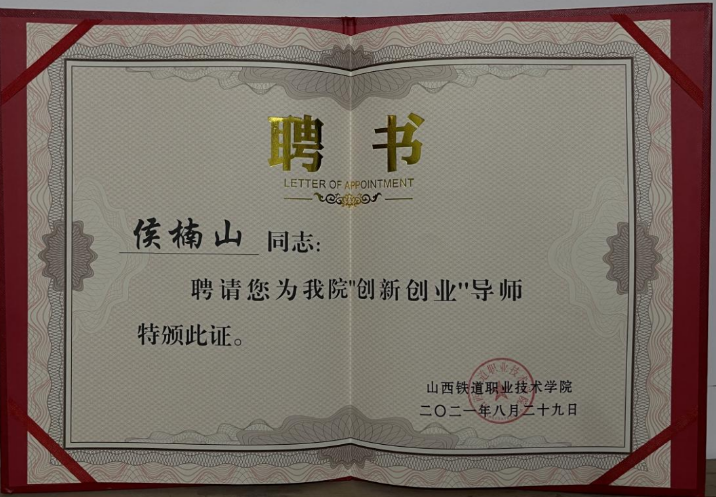 聘书
LETTER OF APPOINTMENT
侯楠山 同志：
聘请您为我院"创新创业"导师
特颁此证。
山西铁道职业技术学院
二〇二一年八月二十九日